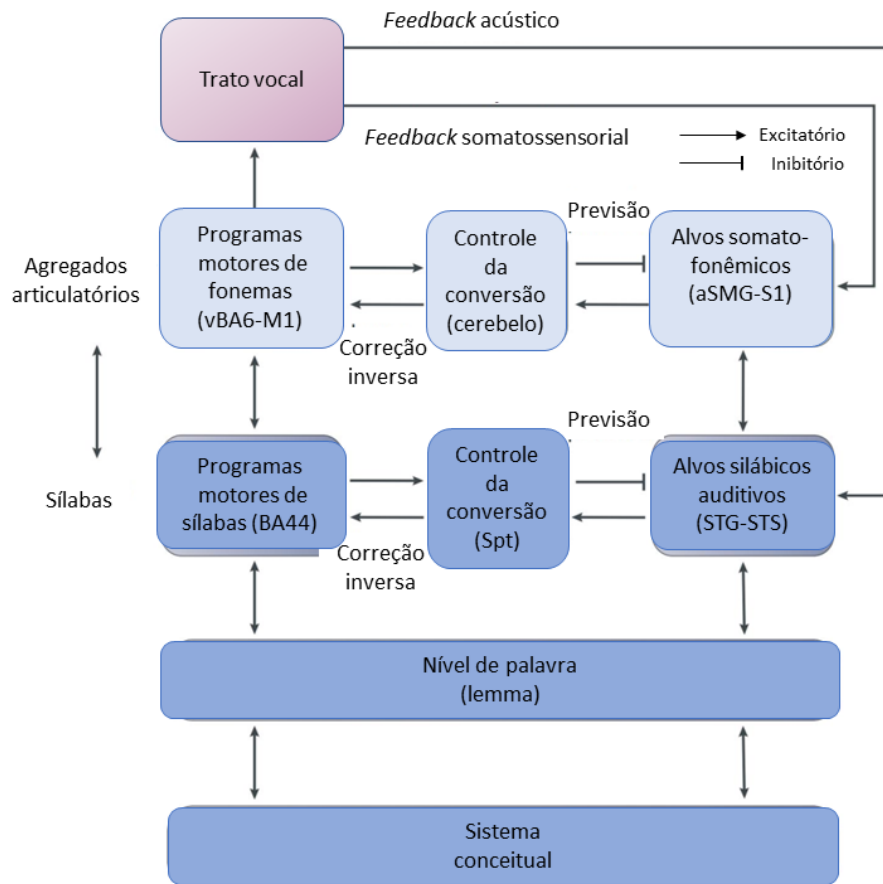 Feedback acústico
Trato vocal
Feedback somatossensorial
Excitatório
Inibitório
Agregados
articulatórios
Programas
motores de
fonemas
(vBA6-M1)
Controle
da
conversão
(cerebelo)
Previsão
Alvos somato-
fonêmicos
(aSMG-S1)
Correção
inversa
Sílabas
Programas
motores de
sílabas (BA44)
Controle
da
conversão
(Spt)
Previsão
Alvos silábicos
auditivos
(STG-STS)
Correção
inversa
Nível de palavra
(lemma)
Sistema
conceitual